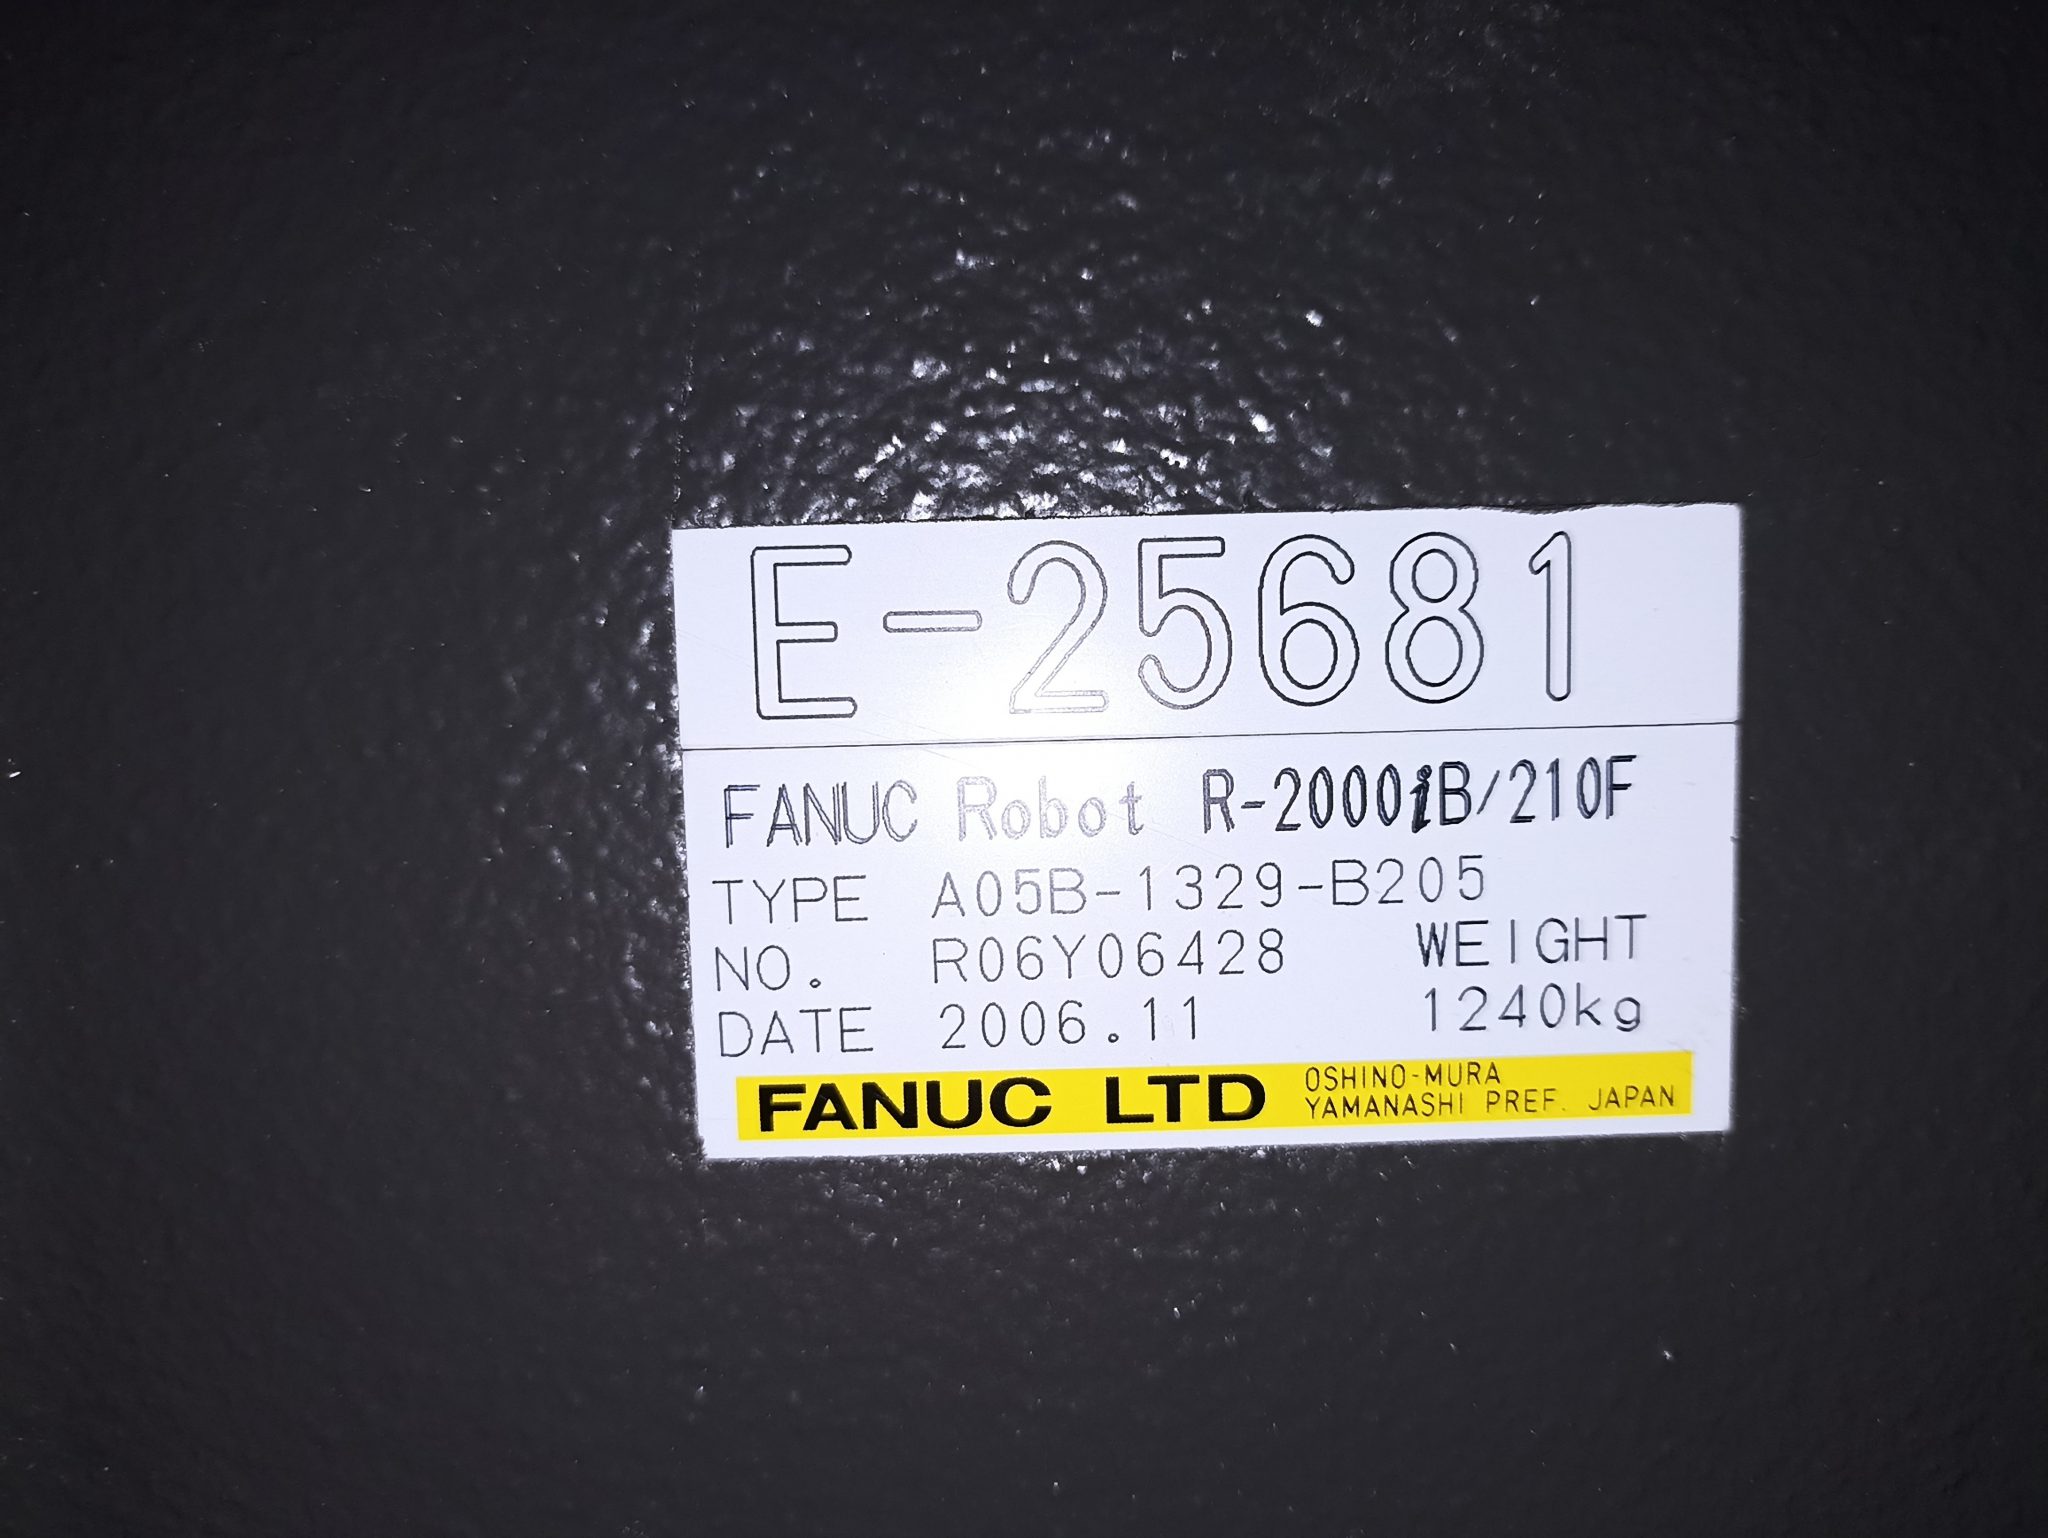 E-25681
FANUC Robot R-2000iB/210F
TYPE A05B-1329-B205
NO. R06Y06428 WEIGHT
DATE 2006.11 1240kg
FANUC LTD OSHINO-MURA
YAMANASHI PREF. JAPAN